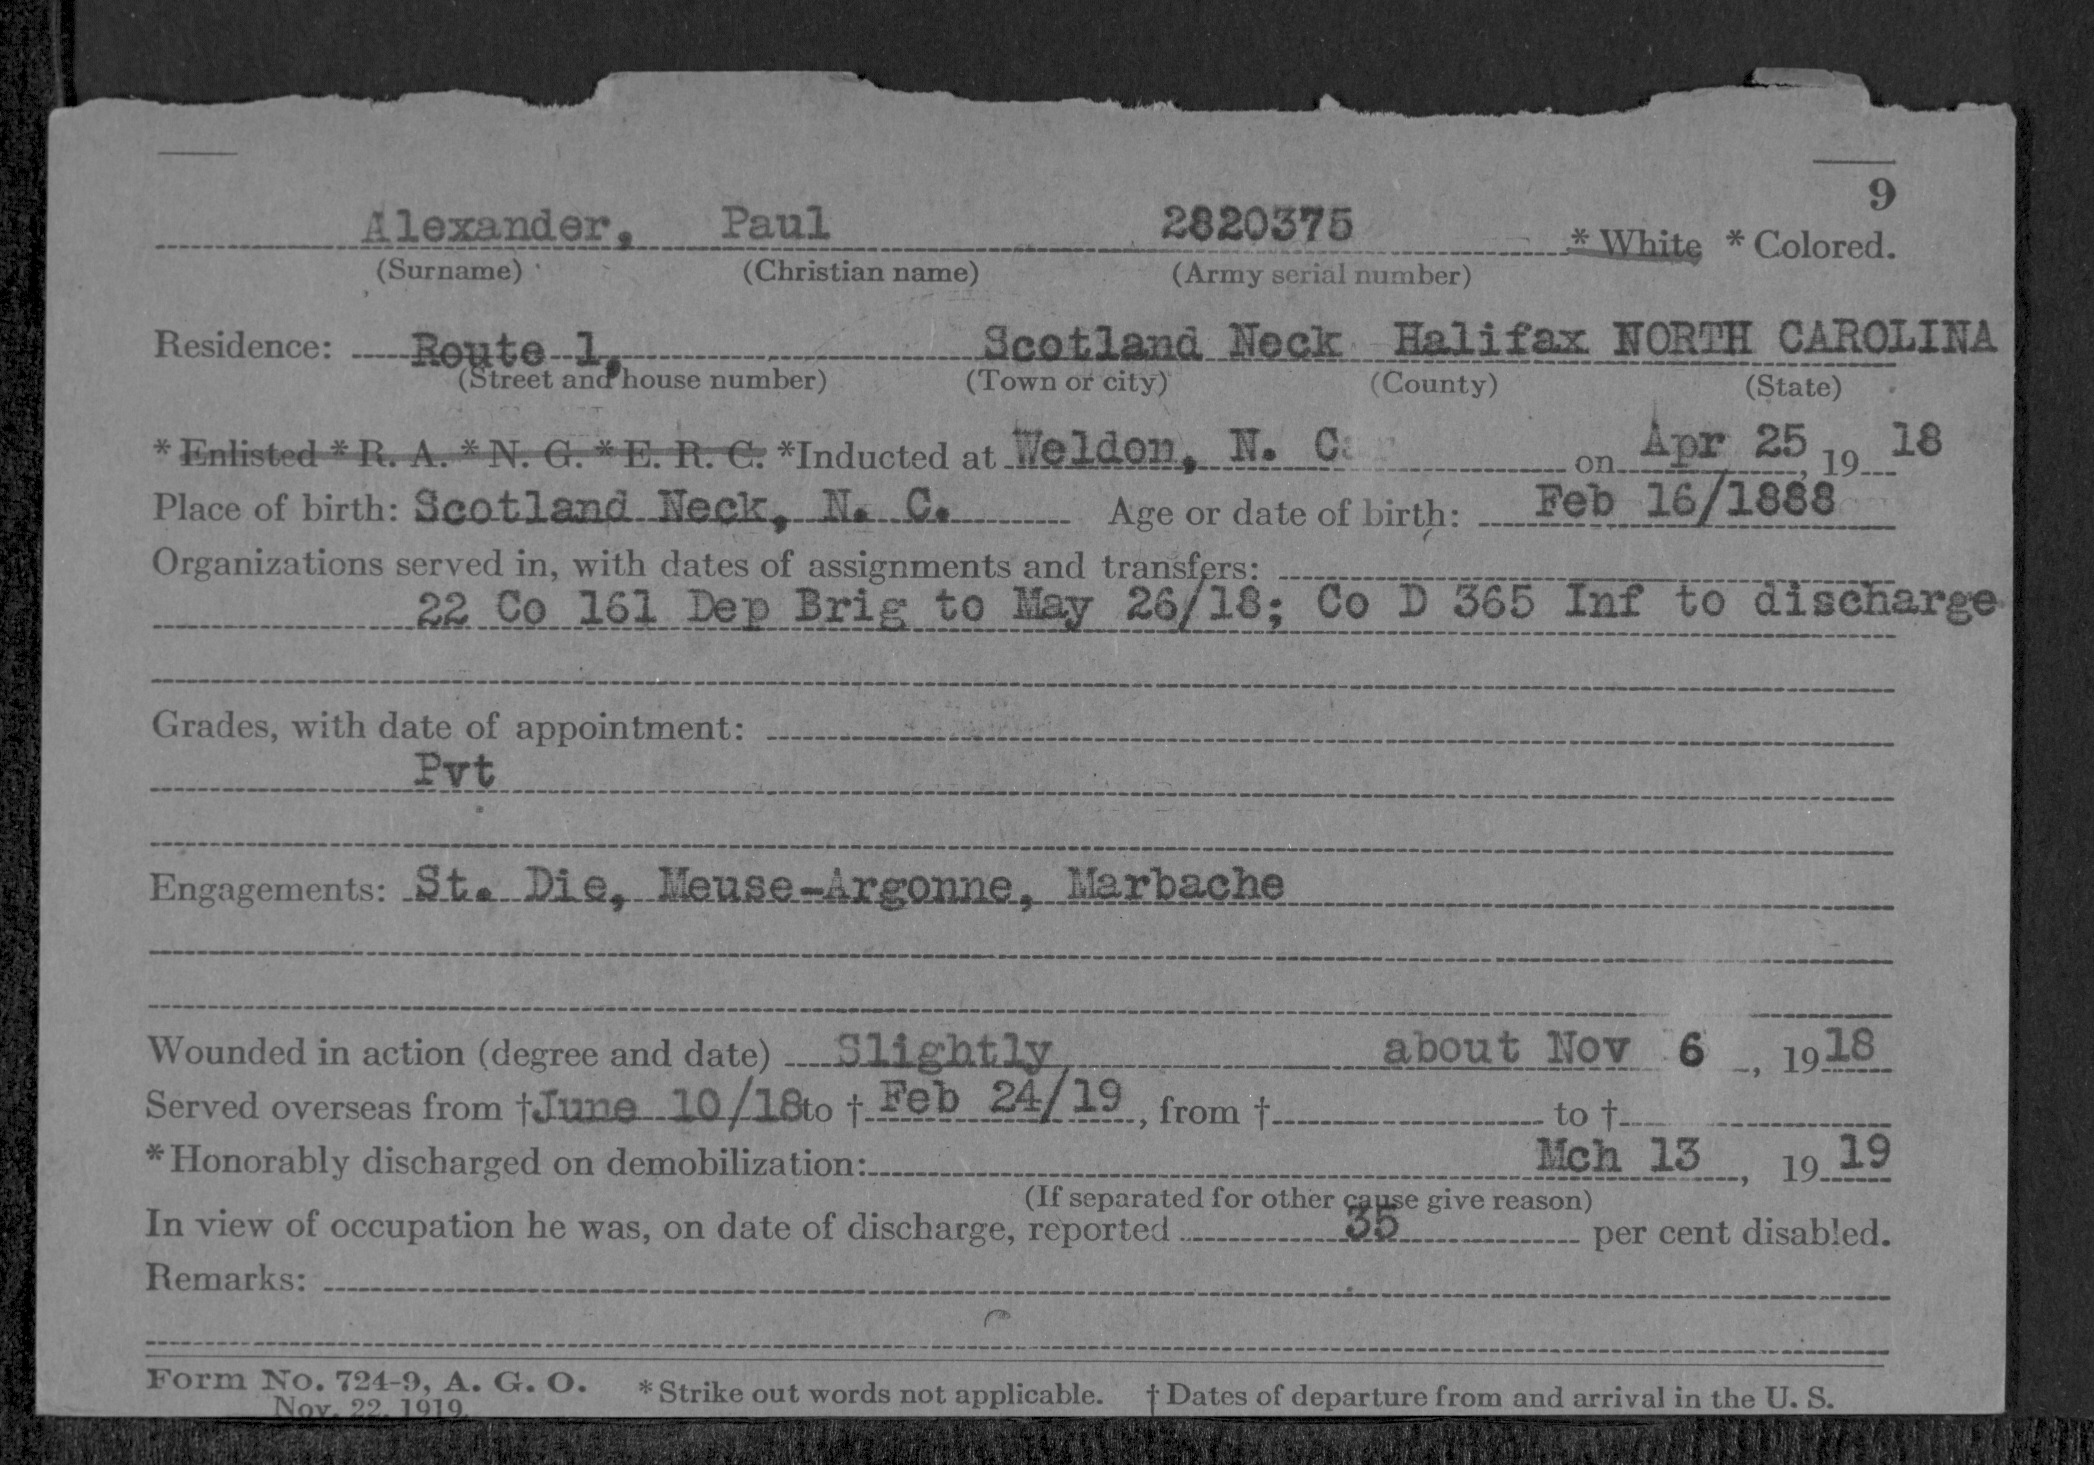 9
Alexander, Paul 2820375 * White * Colored.
(Surname) (Christian name) (Army serial number)
Residence: Route 1, Scotland Neck Halifax NORTH CAROLINA
(Street and house number) (Town or city) (County) (State)
* Enlisted * R. A. * N. G. * E. R. C. *Inducted at Weldon, N. C. on Apr 25, 1918
Place of birth: Scotland Neck, N. C. Age or date of birth: Feb 16/1888
Organizations served in, with dates of assignments and transfers:
22 Co 161 Dep Brig to May 26/18; Co D 365 Inf to discharge
Grades, with date of appointment:
Pvt
Engagements: St. Die, Meuse-Argonne, Marbache
Wounded in action (degree and date) Slightly about Nov 6, 1918
Served overseas from †June 10/18 to † Feb 24/19, from † to †
*Honorably discharged on demobilization: Mch 13, 1919
(If separated for other cause give reason)
In view of occupation he was, on date of discharge, reported 35 per cent disabled.
Remarks:
Form No. 724-9, A. G. O. * Strike out words not applicable. † Dates of departure from and arrival in the U. S.
Nov. 22, 1919.